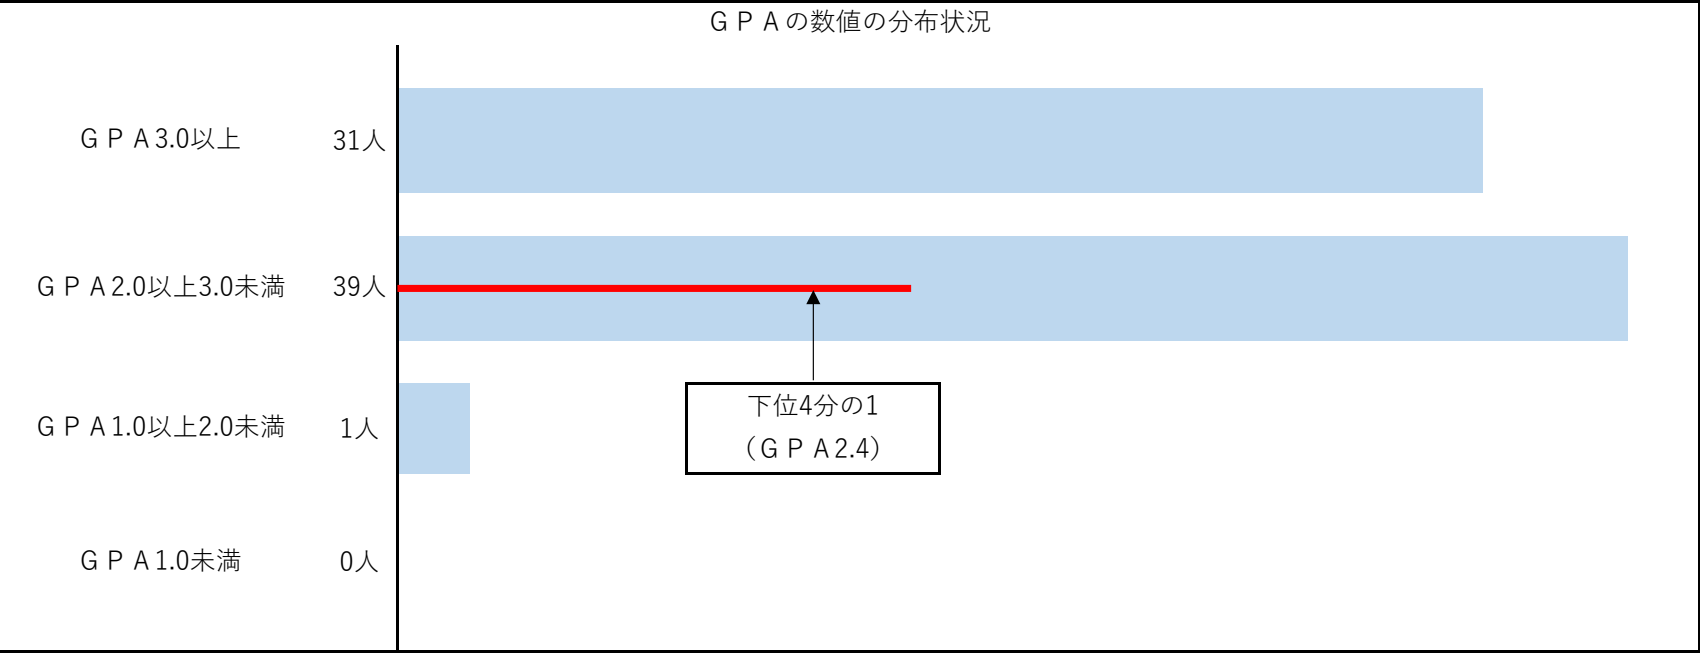 ＧＰＡの数値の分布状況
ＧＰＡ3.0以上 31人
ＧＰＡ2.0以上3.0未満 39人
ＧＰＡ1.0以上2.0未満 1人
下位4分の1
（ＧＰＡ2.4）
ＧＰＡ1.0未満 0人